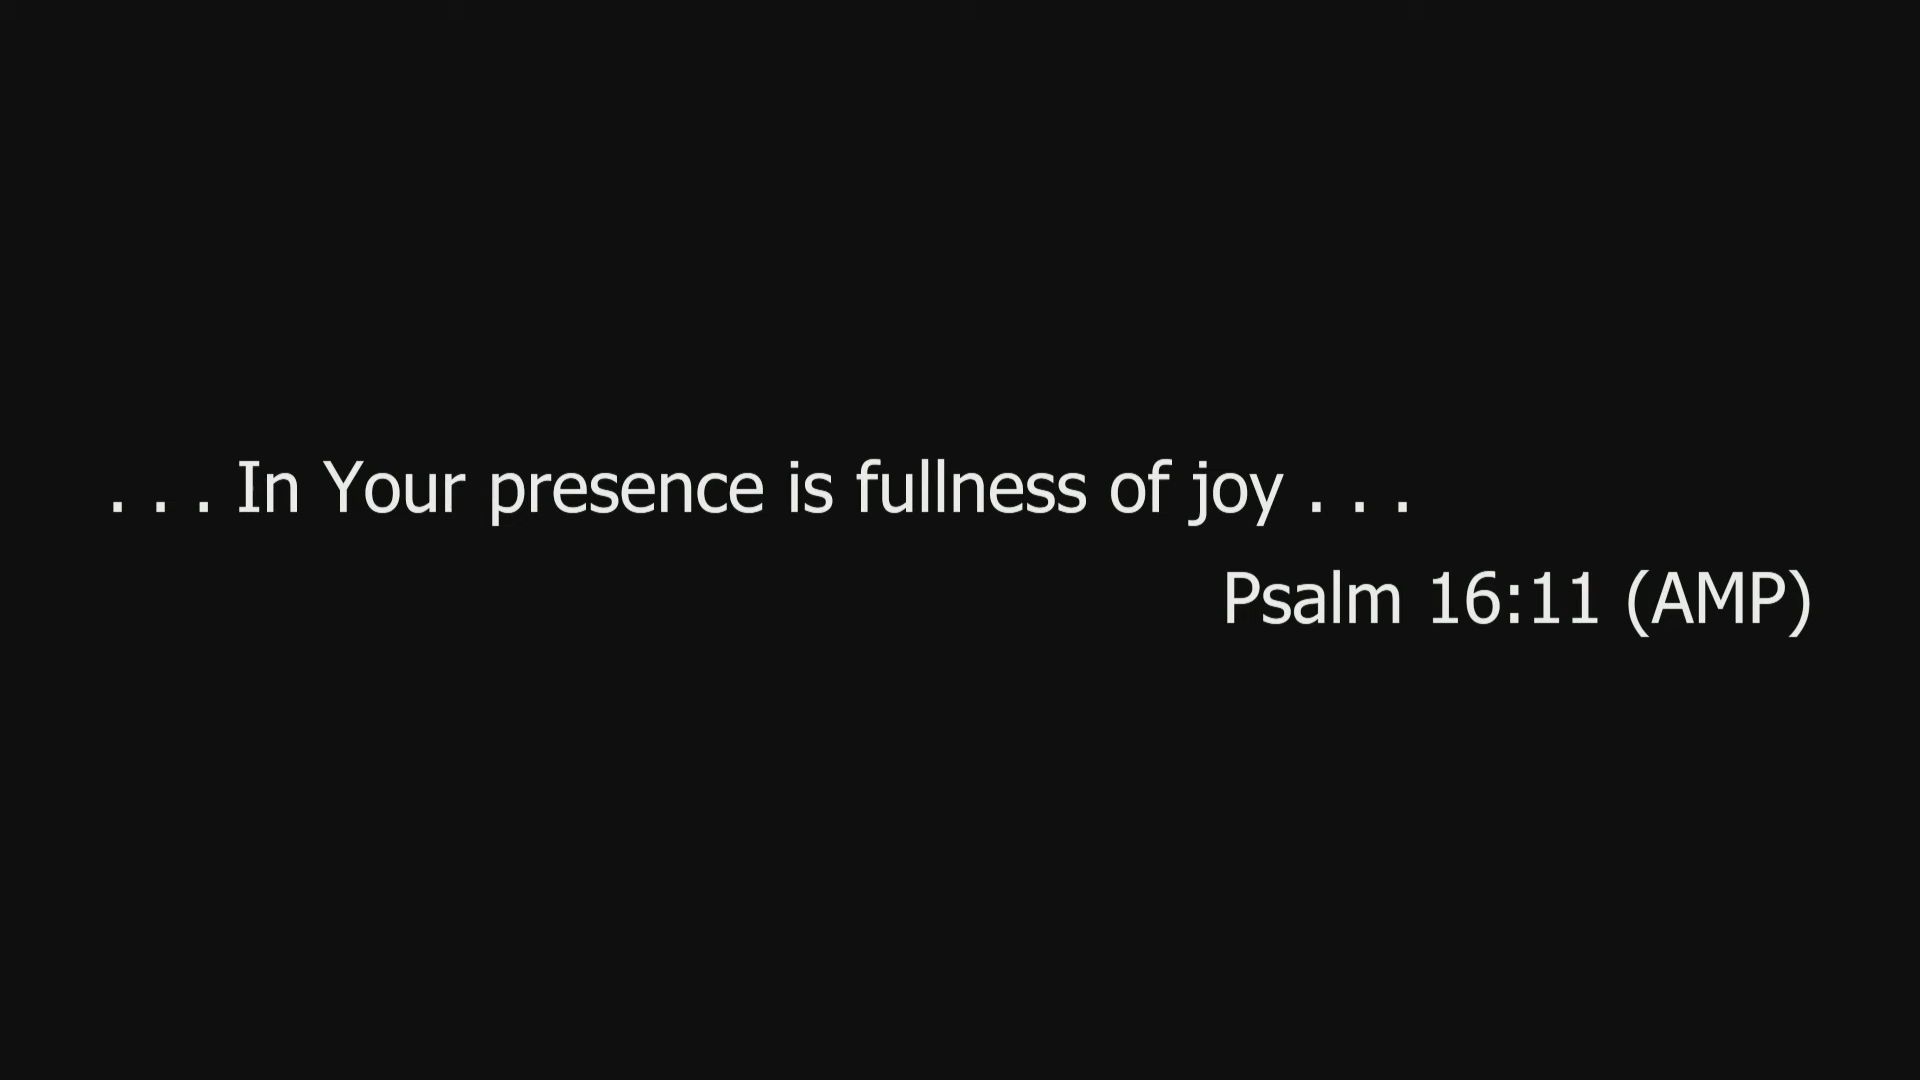 . . . In Your presence is fullness of joy . . .
Psalm 16:11 (AMP)